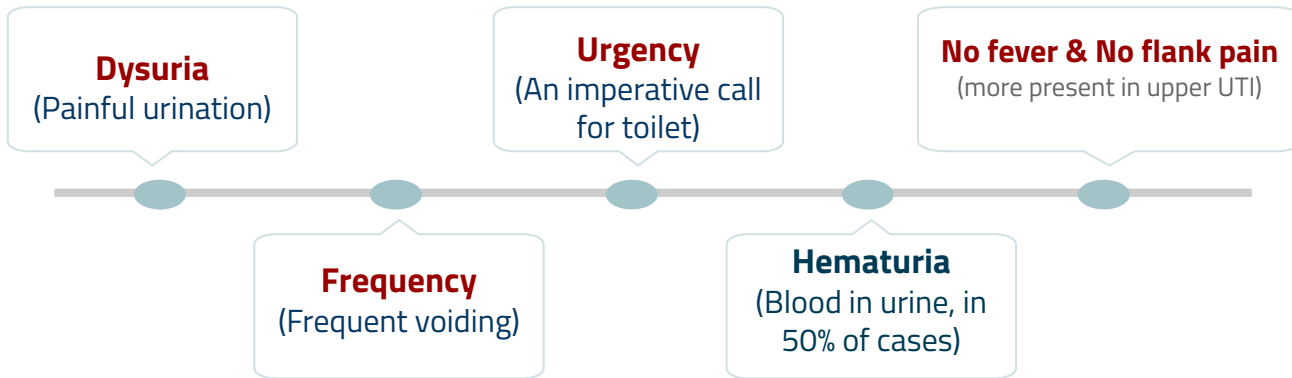 Dysuria
(Painful urination)
Frequency
(Frequent voiding)
Urgency
(An imperative call
for toilet)
Hematuria
(Blood in urine, in
50% of cases)
No fever & No flank pain
(more present in upper UTI)